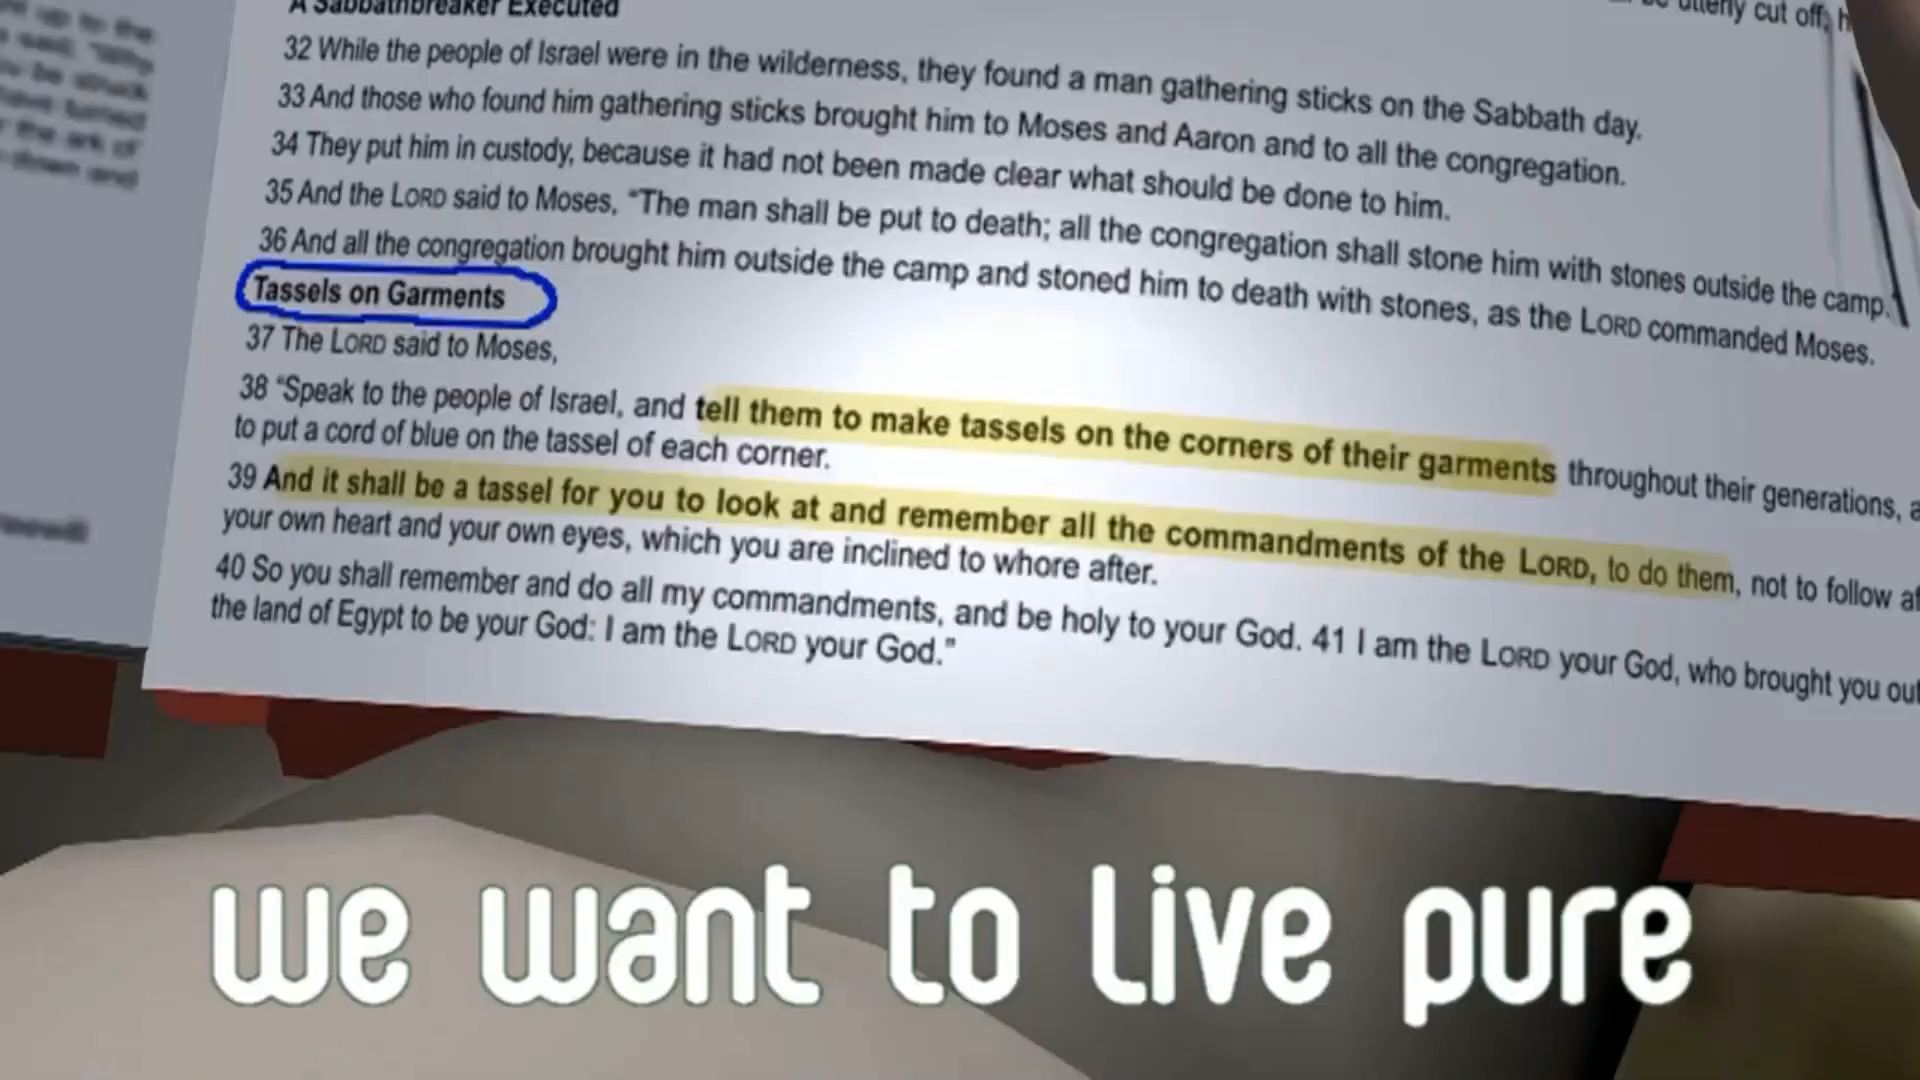 A Sabbathbreaker Executed
utterly cut off;
32 While the people of Israel were in the wilderness, they found a man gathering sticks on the Sabbath day.
33 And those who found him gathering sticks brought him to Moses and Aaron and to all the congregation.
34 They put him in custody, because it had not been made clear what should be done to him.
35 And the LORD said to Moses, “The man shall be put to death; all the congregation shall stone him with stones outside the camp.
36 And all the congregation brought him outside the camp and stoned him to death with stones, as the LORD commanded Moses.
Tassels on Garments
37 The LORD said to Moses,
38 “Speak to the people of Israel, and tell them to make tassels on the corners of their garments throughout their generations,
to put a cord of blue on the tassel of each corner.
39 And it shall be a tassel for you to look at and remember all the commandments of the LORD, to do them, not to follow
your own heart and your own eyes, which you are inclined to whore after.
40 So you shall remember and do all my commandments, and be holy to your God. 41 I am the LORD your God, who brought you
the land of Egypt to be your God: I am the LORD your God.”
we want to live pure